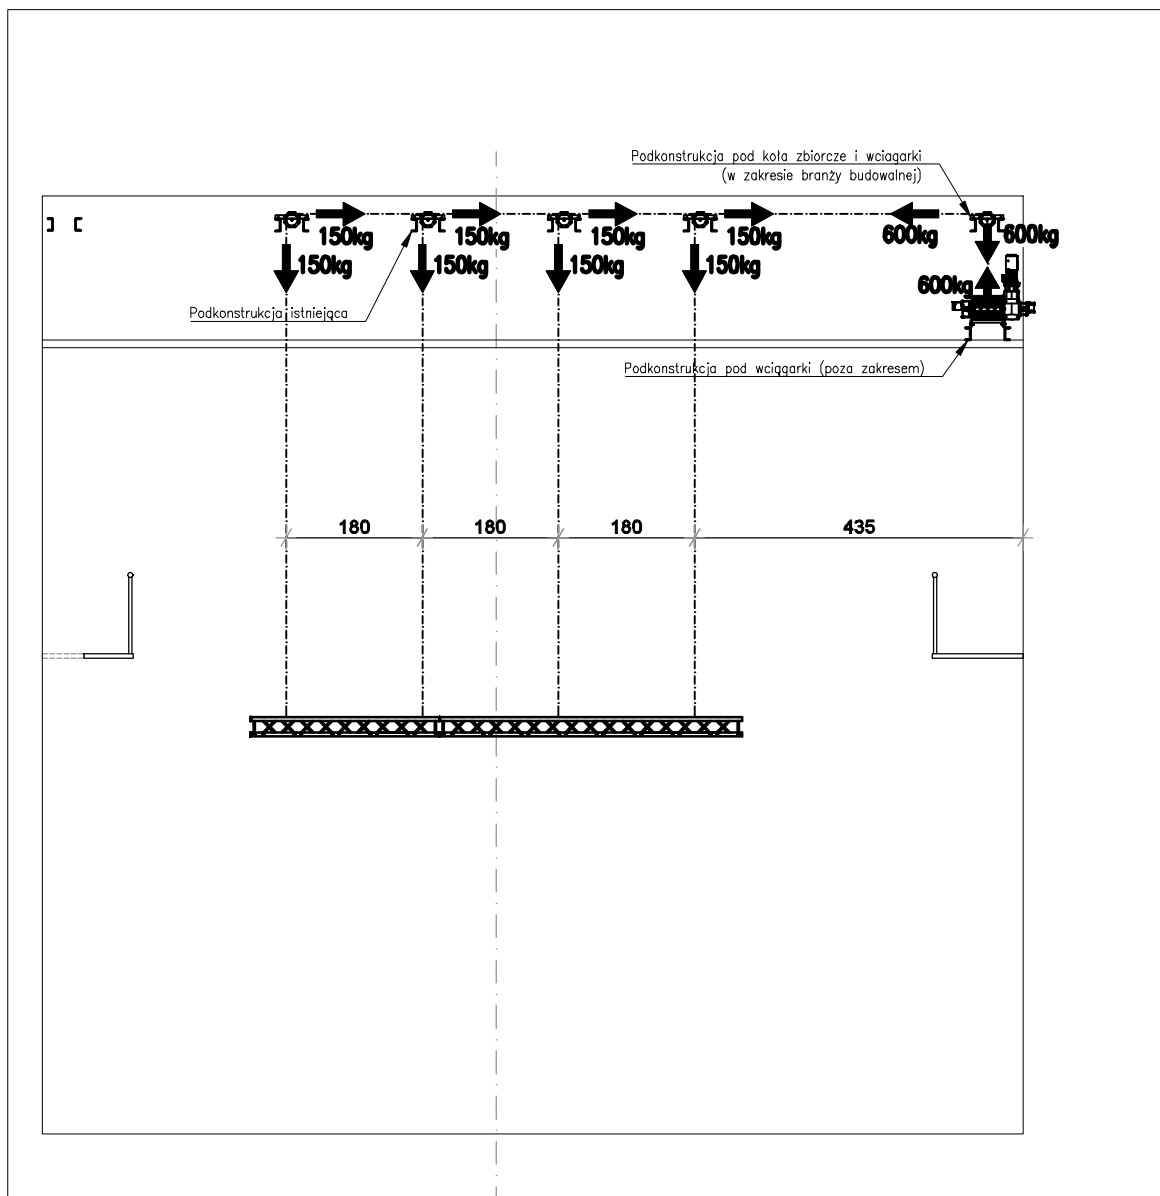 Podkonstrukcja pod koła zbiorcze i wciagarki
(w zakresie branży budowalnej)
150kg
150kg
150kg
150kg
600kg
600kg
150kg
150kg
150kg
150kg
600kg
Podkonstrukcja istniejąca
Podkonstrukcja pod wciągarki (poza zakresem)
180
180
180
435